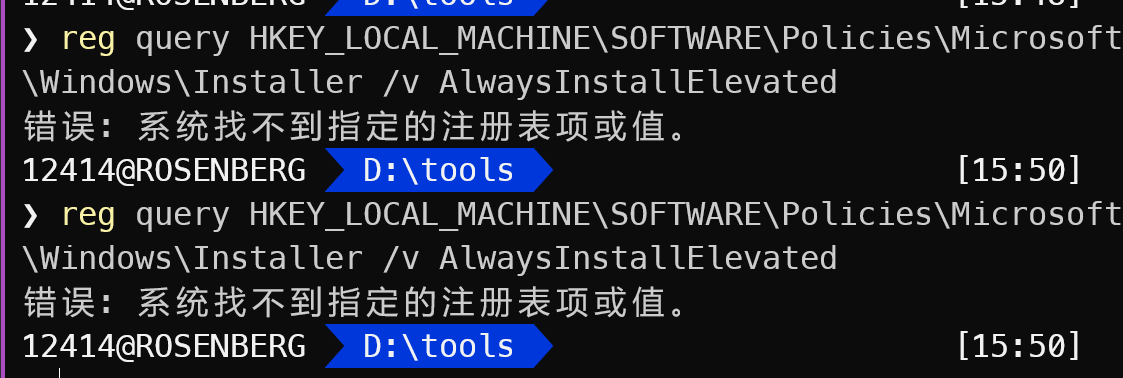 12414@ROSENBERG D:\tools [15:48]
❯ reg query HKEY_LOCAL_MACHINE\SOFTWARE\Policies\Microsoft
\Windows\Installer /v AlwaysInstallElevated
错误: 系统找不到指定的注册表项或值。
12414@ROSENBERG D:\tools [15:50]
❯ reg query HKEY_LOCAL_MACHINE\SOFTWARE\Policies\Microsoft
\Windows\Installer /v AlwaysInstallElevated
错误: 系统找不到指定的注册表项或值。
12414@ROSENBERG D:\tools [15:50]